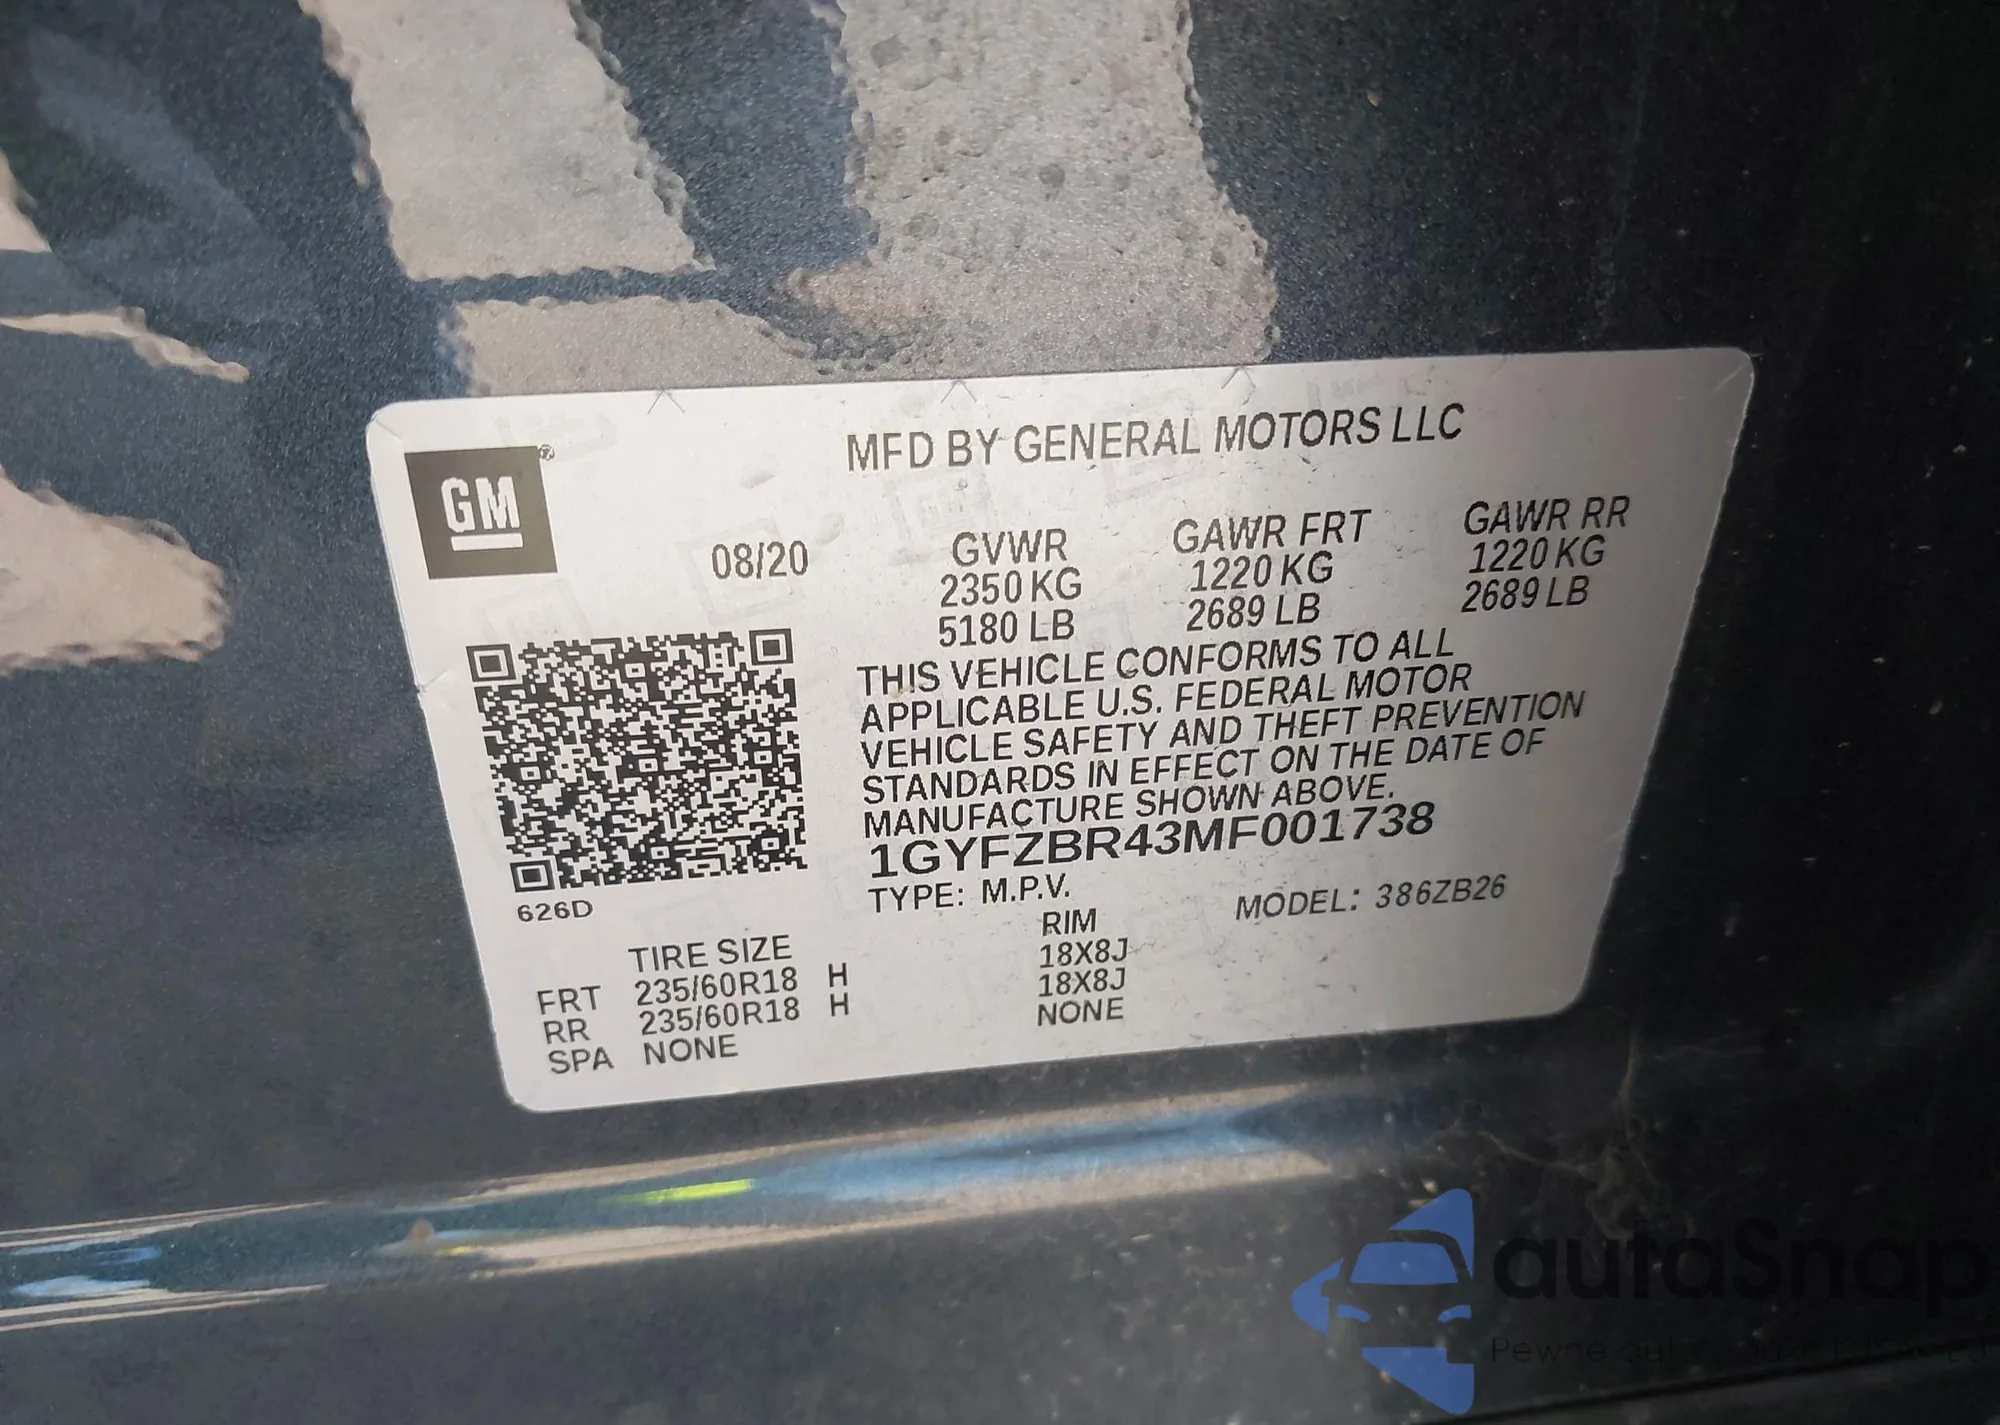 MFD BY GENERAL MOTORS LLC
GM ®
08/20
GVWR GAWR FRT GAWR RR
2350 KG 1220 KG 1220 KG
5180 LB 2689 LB 2689 LB
THIS VEHICLE CONFORMS TO ALL
APPLICABLE U.S. FEDERAL MOTOR
VEHICLE SAFETY AND THEFT PREVENTION
STANDARDS IN EFFECT ON THE DATE OF
MANUFACTURE SHOWN ABOVE.
1GYFZBR43MF001738
TYPE: M.P.V. MODEL: 386ZB26
626D
TIRE SIZE RIM
FRT 235/60R18 H 18X8J
RR 235/60R18 H 18X8J
SPA NONE NONE
autaSnap
Pewne auta